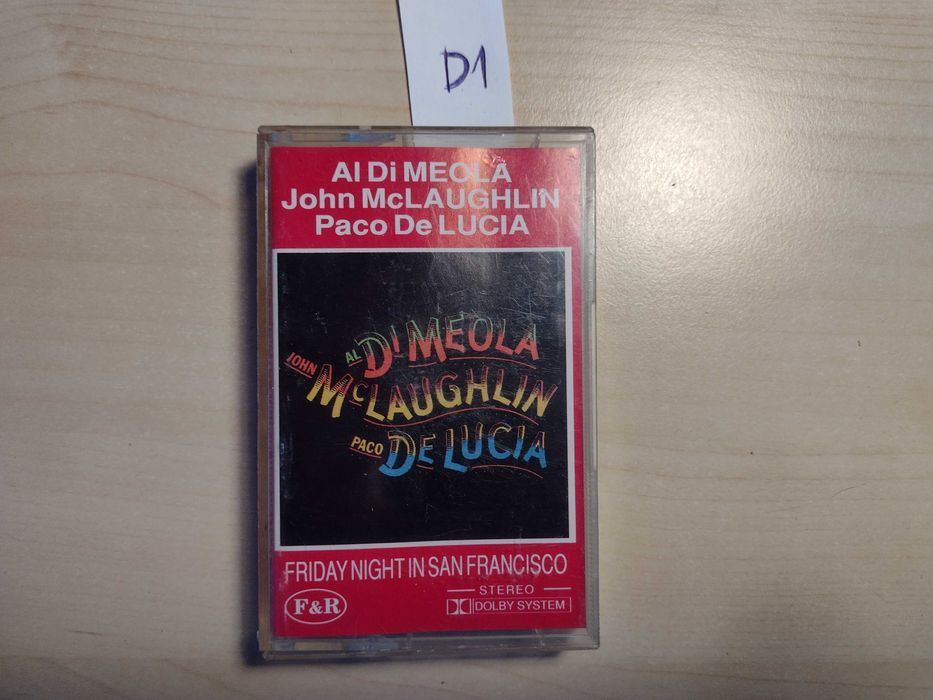 D1
Al Di MEOLA
John McLAUGHLIN
Paco De LUCIA
AL DI MEOLA
JOHN McLAUGHLIN
PACO DE LUCIA
FRIDAY NIGHT IN SAN FRANCISCO
STEREO
F&R
DOLBY SYSTEM